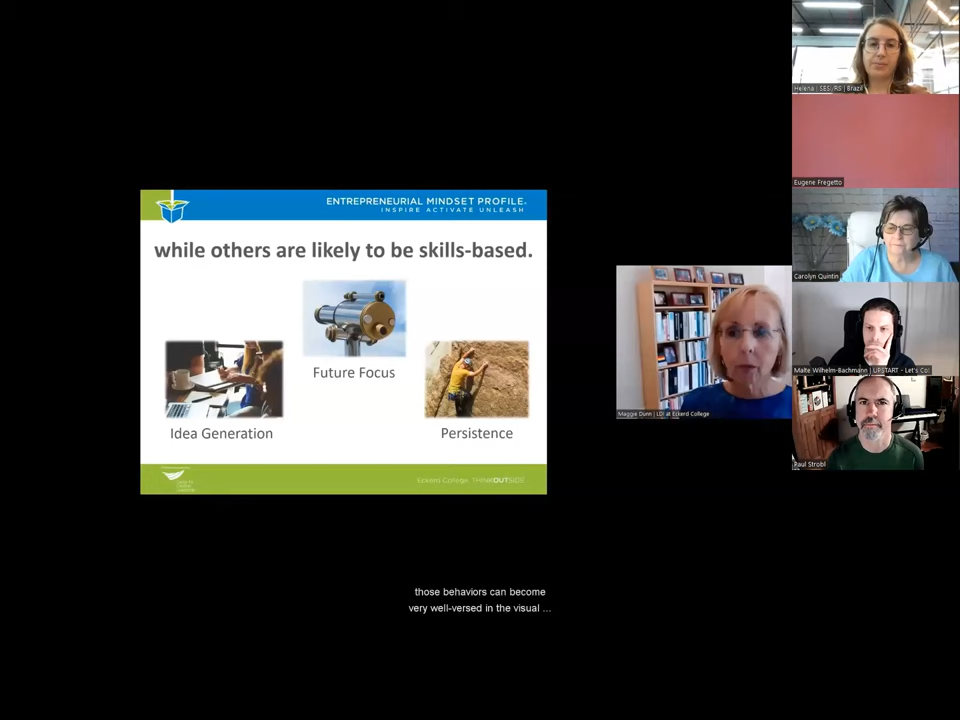 ENTREPRENEURIAL MINDSET PROFILE.
INSPIRE ACTIVATE UNLEASH
while others are likely to be skills-based.
Future Focus
Idea Generation
Persistence
Eckerd College. THINKOUTSIDE
Helena | SBS /RS | Brazil
Eugene Fregetto
Carolyn Quintin
Maggie Dunn | LDI at Eckerd College
Malte Wilhelm-Bachmann | UPSTART - Let's Co:
Paul Strobl
those behaviors can become
very well-versed in the visual ...